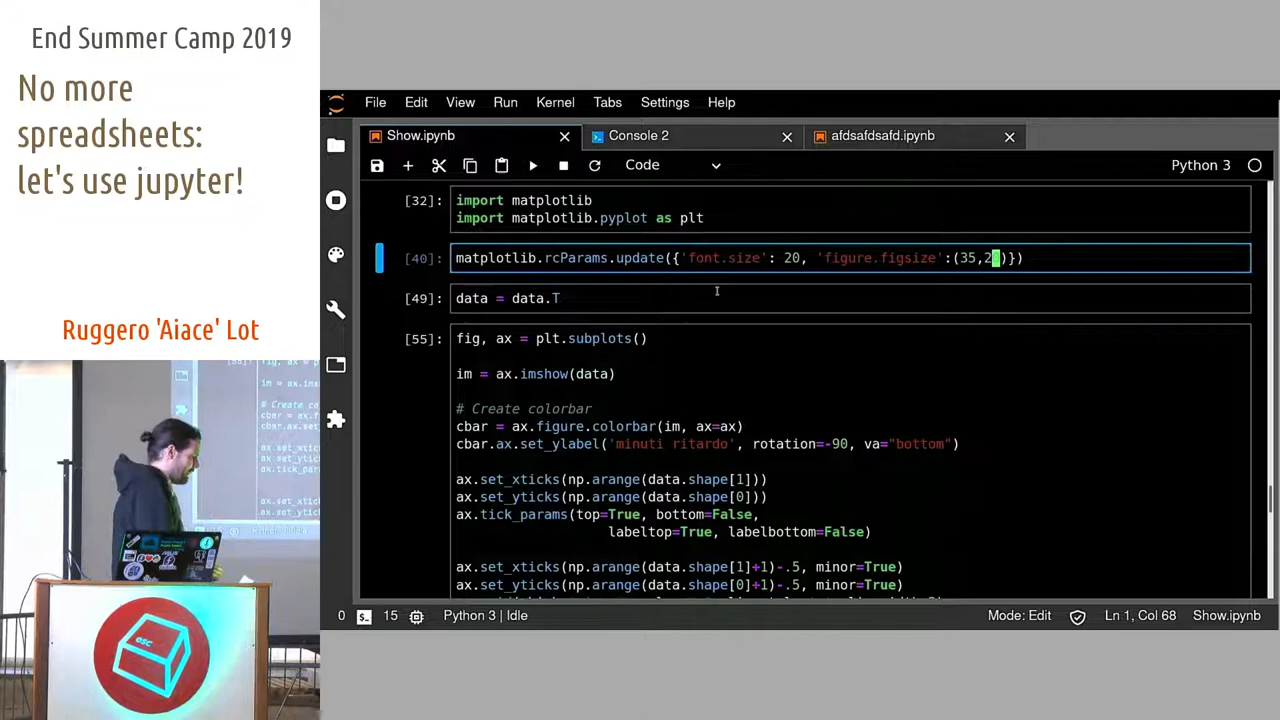 End Summer Camp 2019
No more
spreadsheets:
let's use jupyter!
Ruggero 'Aiace' Lot
esc
File Edit View Run Kernel Tabs Settings Help
Show.ipynb Console 2 afdsafdsafd.ipynb
Code Python 3
[32]: import matplotlib
import matplotlib.pyplot as plt
[40]: matplotlib.rcParams.update({'font.size': 20, 'figure.figsize':(35,2)})
[49]: data = data.T
[55]: fig, ax = plt.subplots()
im = ax.imshow(data)
# Create colorbar
cbar = ax.figure.colorbar(im, ax=ax)
cbar.ax.set_ylabel('minuti ritardo', rotation=-90, va="bottom")
ax.set_xticks(np.arange(data.shape[1]))
ax.set_yticks(np.arange(data.shape[0]))
ax.tick_params(top=True, bottom=False,
labeltop=True, labelbottom=False)
ax.set_xticks(np.arange(data.shape[1]+1)-.5, minor=True)
ax.set_yticks(np.arange(data.shape[0]+1)-.5, minor=True)
0 15 Python 3 | Idle Mode: Edit Ln 1, Col 68 Show.ipynb